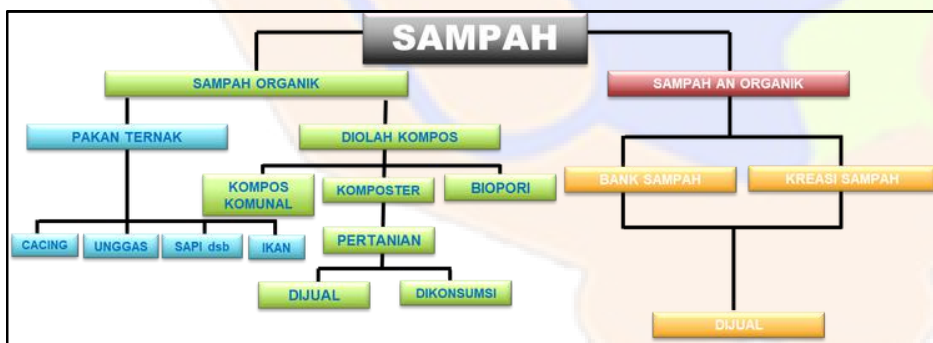 SAMPAH
SAMPAH ORGANIK
SAMPAH AN ORGANIK
PAKAN TERNAK
DIOLAH KOMPOS
KOMPOS
KOMUNAL
KOMPOSTER
BIOPORI
BANK SAMPAH
KREASI SAMPAH
CACING
UNGGAS
SAPI dsb
IKAN
PERTANIAN
DIJUAL
DIKONSUMSI
DIJUAL